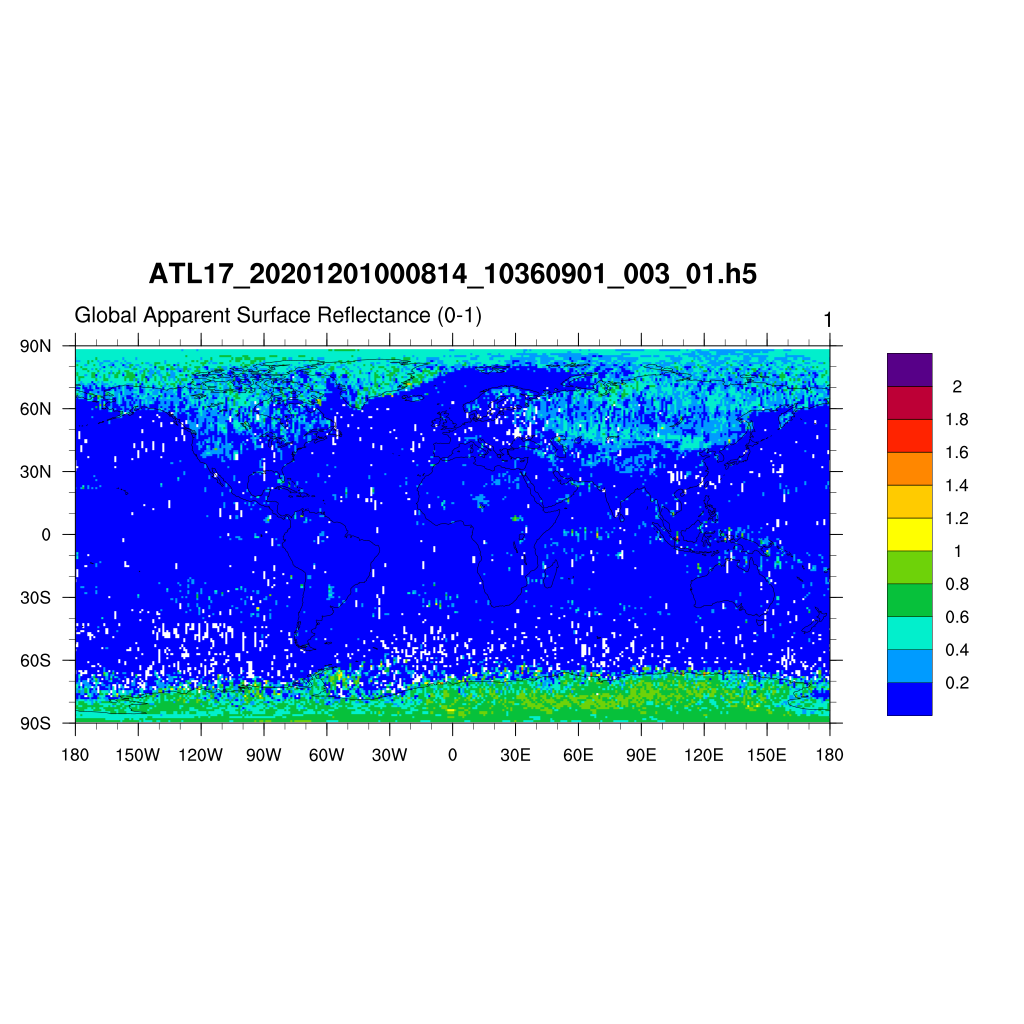 ATL17_20201201000814_10360901_003_01.h5
Global Apparent Surface Reflectance (0-1)
1
90N
60N
30N
0
30S
60S
90S
180 150W 120W 90W 60W 30W 0 30E 60E 90E 120E 150E 180
2
1.8
1.6
1.4
1.2
1
0.8
0.6
0.4
0.2